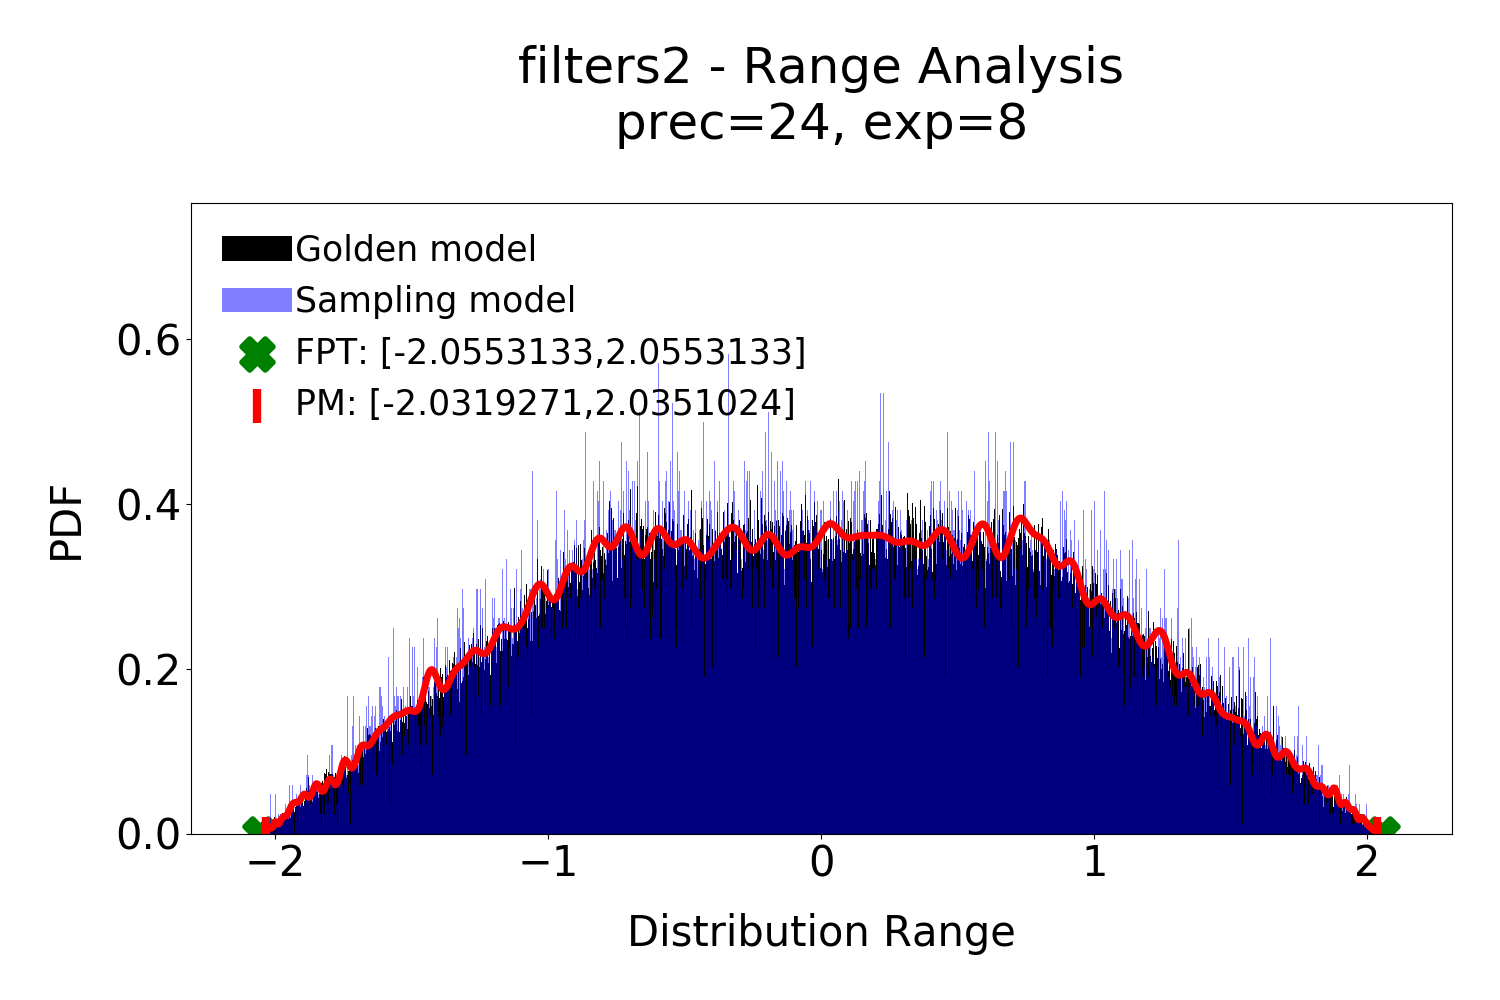 filters2 - Range Analysis
prec=24, exp=8
Golden model
Sampling model
FPT: [-2.0553133,2.0553133]
PM: [-2.0319271,2.0351024]
PDF
0.6
0.4
0.2
0.0
−2
−1
0
1
2
Distribution Range